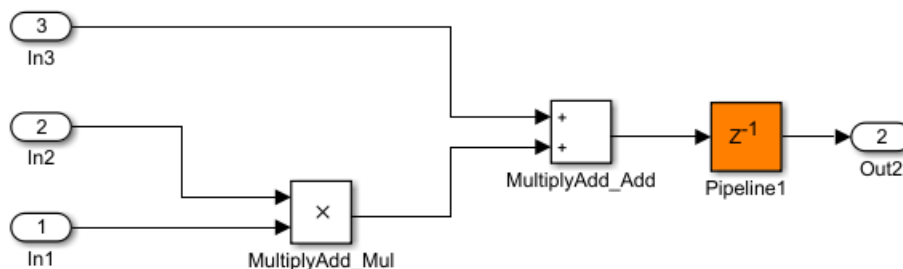 3
In3
2
In2
1
In1
×
MultiplyAdd_Mul
+
+
MultiplyAdd_Add
Z-1
Pipeline1
2
Out2